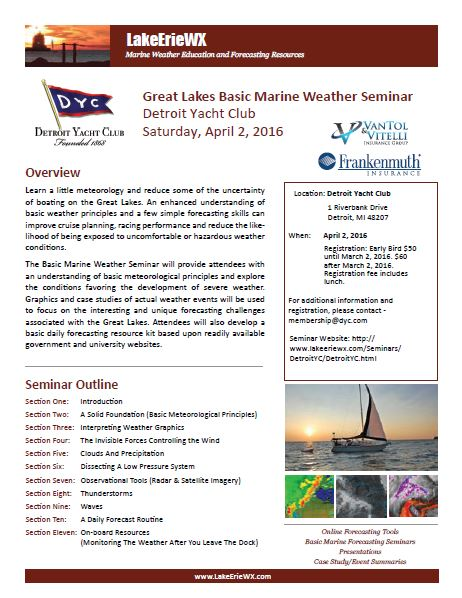 LakeErieWX
Marine Weather Education and Forecasting Resources
DYC
DETROIT YACHT CLUB
Founded 1868
Great Lakes Basic Marine Weather Seminar
Detroit Yacht Club
Saturday, April 2, 2016
VANTOL
& VITELLI
INSURANCE GROUP
Frankenmuth
INSURANCE
Overview
Learn a little meteorology and reduce some of the uncertainty
of boating on the Great Lakes. An enhanced understanding of
basic weather principles and a few simple forecasting skills can
improve cruise planning, racing performance and reduce the like-
lihood of being exposed to uncomfortable or hazardous weather
conditions.
The Basic Marine Weather Seminar will provide attendees with
an understanding of basic meteorological principles and explore
the conditions favoring the development of severe weather.
Graphics and case studies of actual weather events will be used
to focus on the interesting and unique forecasting challenges
associated with the Great Lakes. Attendees will also develop a
basic daily forecasting resource kit based upon readily available
government and university websites.
Location: Detroit Yacht Club
1 Riverbank Drive
Detroit, MI 48207
When: April 2, 2016
Registration: Early Bird $50
until March 2, 2016. $60
after March 2, 2016.
Registration fee includes
lunch.
For additional information and
registration, please contact -
membership@dyc.com
Seminar Website: http://
www.lakeeriewx.com/Seminars/
DetroitYC/DetroitYC.html
Seminar Outline
Section One: Introduction
Section Two: A Solid Foundation (Basic Meteorological Principles)
Section Three: Interpreting Weather Graphics
Section Four: The Invisible Forces Controlling the Wind
Section Five: Clouds And Precipitation
Section Six: Dissecting A Low Pressure System
Section Seven: Observational Tools (Radar & Satellite Imagery)
Section Eight: Thunderstorms
Section Nine: Waves
Section Ten: A Daily Forecast Routine
Section Eleven: On-board Resources
(Monitoring The Weather After You Leave The Dock)
Online Forecasting Tools
Basic Marine Forecasting Seminars
Presentations
Case Study/Event Summaries
www.LakeErieWX.com